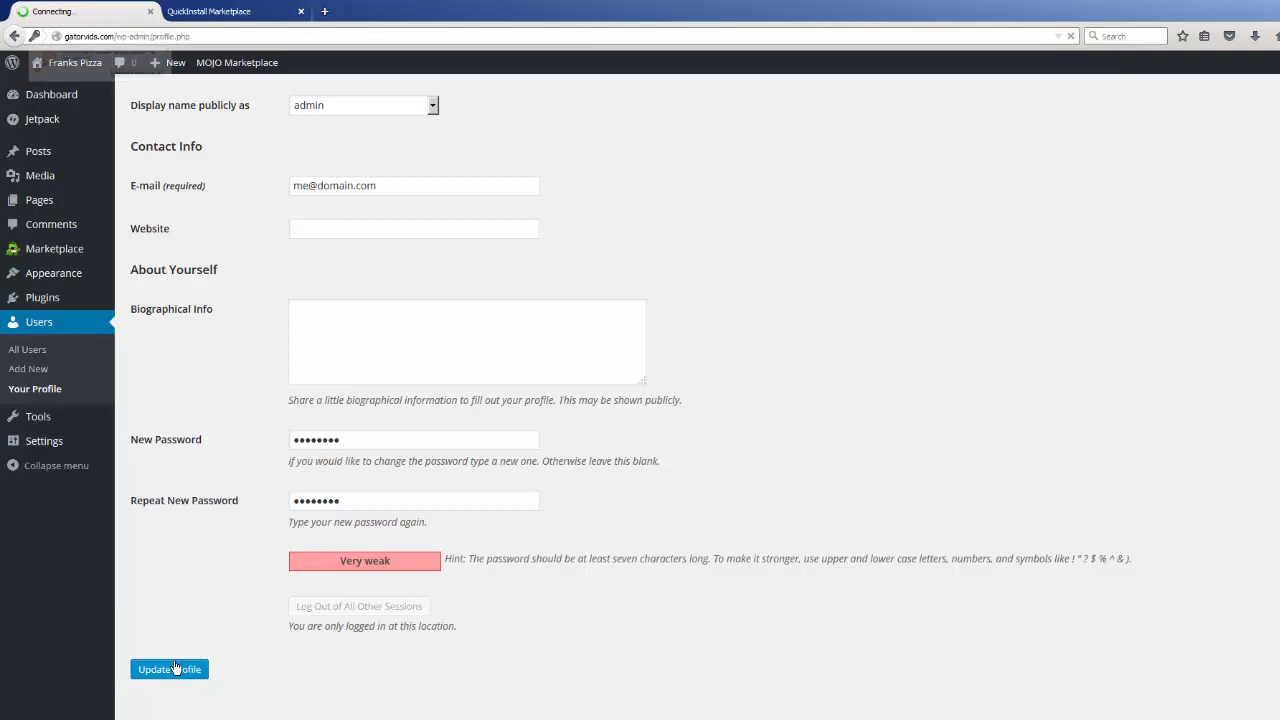 Connecting...
QuickInstall Marketplace
gatorvids.com/wp-admin/profile.php
Search
Franks Pizza
0
New
MOJO Marketplace
Dashboard
Jetpack
Posts
Media
Pages
Comments
Marketplace
Appearance
Plugins
Users
All Users
Add New
Your Profile
Tools
Settings
Collapse menu
Display name publicly as
admin
Contact Info
E-mail (required)
me@domain.com
Website
About Yourself
Biographical Info
Share a little biographical information to fill out your profile. This may be shown publicly.
New Password
••••••••
If you would like to change the password type a new one. Otherwise leave this blank.
Repeat New Password
••••••••
Type your new password again.
Very weak
Hint: The password should be at least seven characters long. To make it stronger, use upper and lower case letters, numbers, and symbols like ! " ? $ % ^ & ).
Log Out of All Other Sessions
You are only logged in at this location.
Update Profile